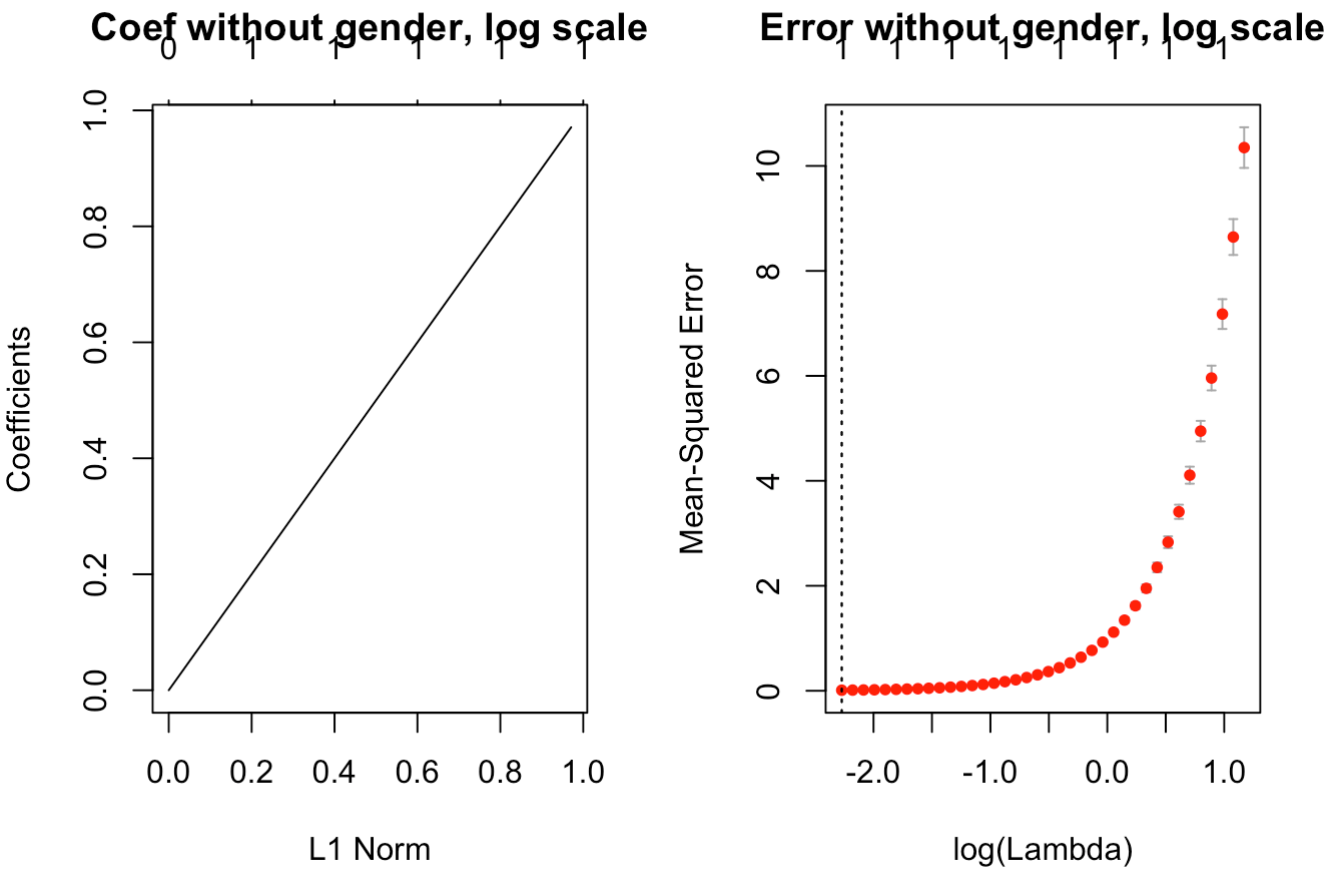 Coef without gender, log scale
0 1 1 1 1 1
Coefficients
1.0
0.8
0.6
0.4
0.2
0.0
0.0 0.2 0.4 0.6 0.8 1.0
L1 Norm
Error without gender, log scale
1 1 1 1 1 1 1 1
Mean-Squared Error
10
8
6
4
2
0
-2.0 -1.0 0.0 1.0
log(Lambda)